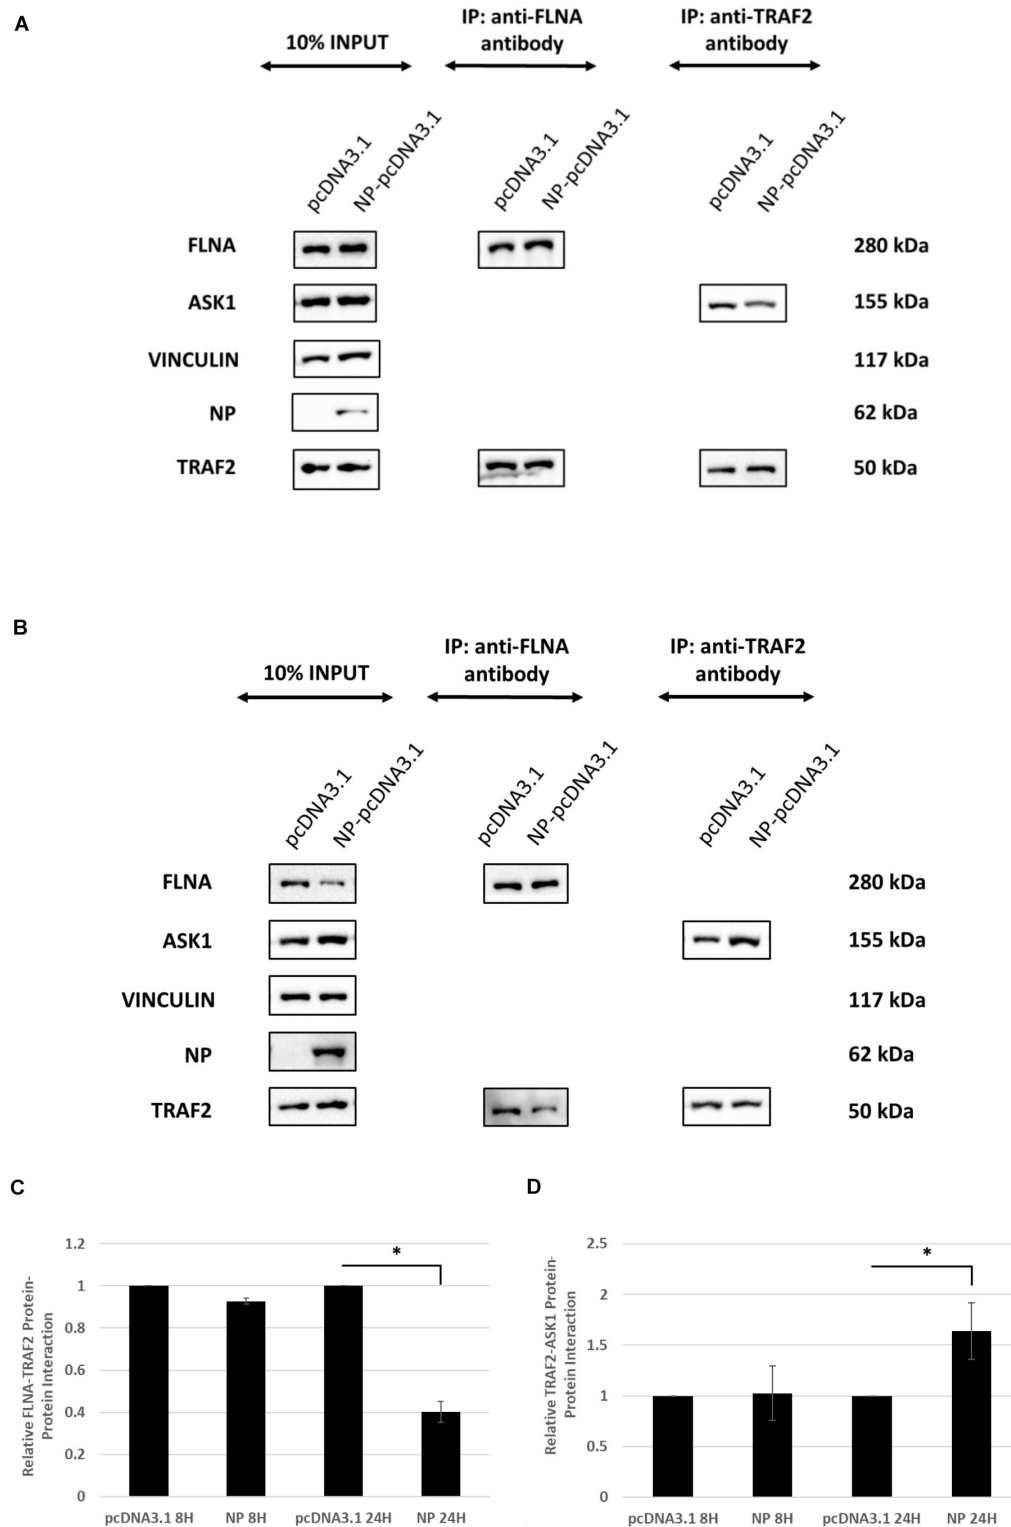 A
10% INPUT
IP: anti-FLNA
antibody
IP: anti-TRAF2
antibody
pcDNA3.1
NP-pcDNA3.1
pcDNA3.1
NP-pcDNA3.1
pcDNA3.1
NP-pcDNA3.1
FLNA
280 kDa
ASK1
155 kDa
VINCULIN
117 kDa
NP
62 kDa
TRAF2
50 kDa
B
10% INPUT
IP: anti-FLNA
antibody
IP: anti-TRAF2
antibody
pcDNA3.1
NP-pcDNA3.1
pcDNA3.1
NP-pcDNA3.1
pcDNA3.1
NP-pcDNA3.1
FLNA
280 kDa
ASK1
155 kDa
VINCULIN
117 kDa
NP
62 kDa
TRAF2
50 kDa
C
Relative FLNA-TRAF2 Protein-
Protein Interaction
1.2
1
0.8
0.6
0.4
0.2
0
*
pcDNA3.1 8H
NP 8H
pcDNA3.1 24H
NP 24H
D
Relative TRAF2-ASK1 Protein-
Protein Interaction
2.5
2
1.5
1
0.5
0
*
pcDNA3.1 8H
NP 8H
pcDNA3.1 24H
NP 24H